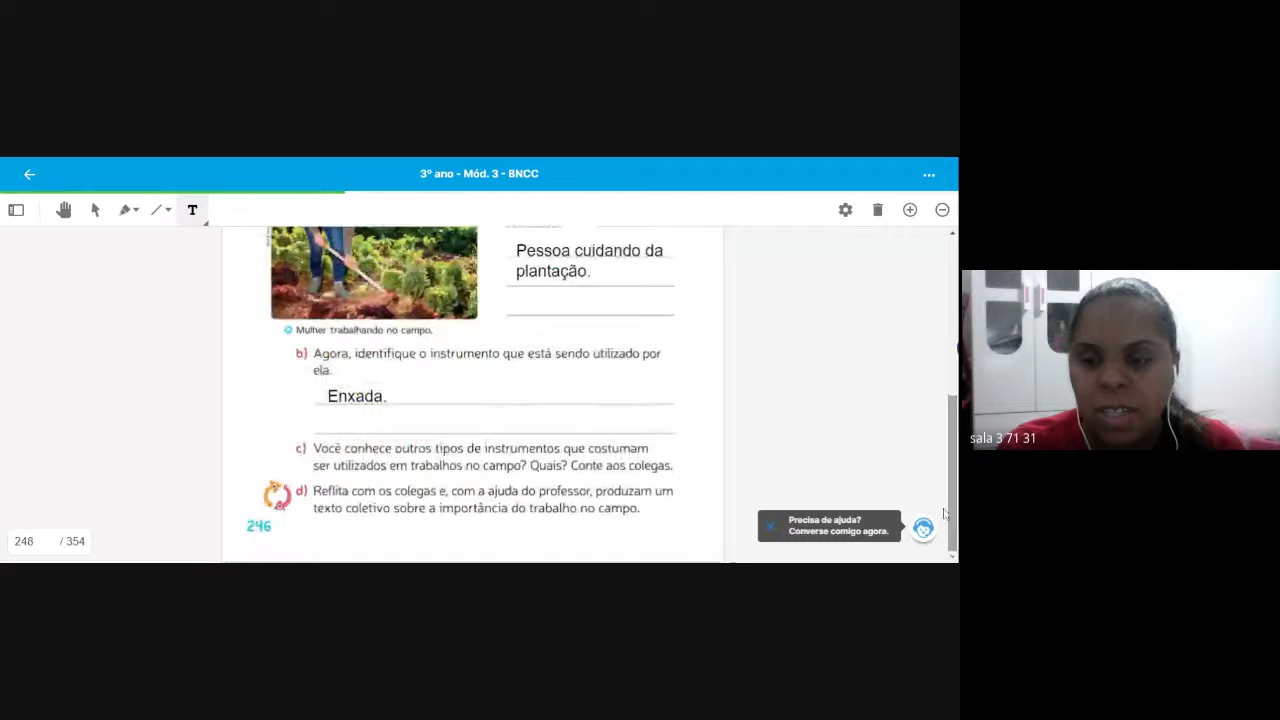 3º ano - Mód. 3 - BNCC
...
T
Pessoa cuidando da
plantação.
Mulher trabalhando no campo.
b) Agora, identifique o instrumento que está sendo utilizado por
ela.
Enxada.
c) Você conhece outros tipos de instrumentos que costumam
ser utilizados em trabalhos no campo? Quais? Conte aos colegas.
d) Reflita com os colegas e, com a ajuda do professor, produzam um
texto coletivo sobre a importância do trabalho no campo.
246
248 / 354
Precisa de ajuda?
Converse comigo agora.
sala 3 71 31